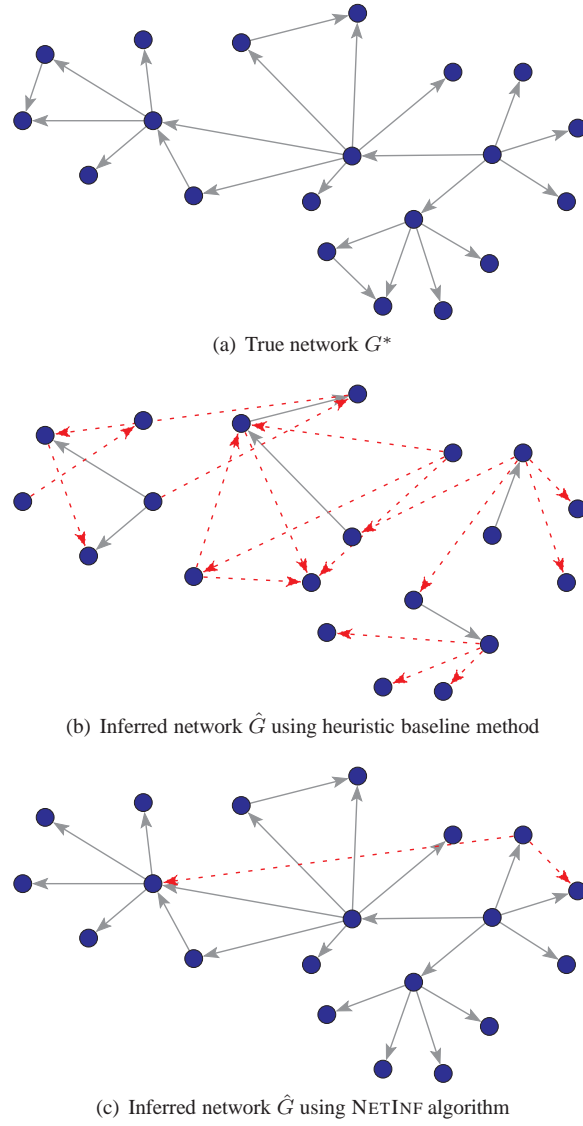 (a) True network G*
(b) Inferred network Ĝ using heuristic baseline method
(c) Inferred network Ĝ using NETINF algorithm